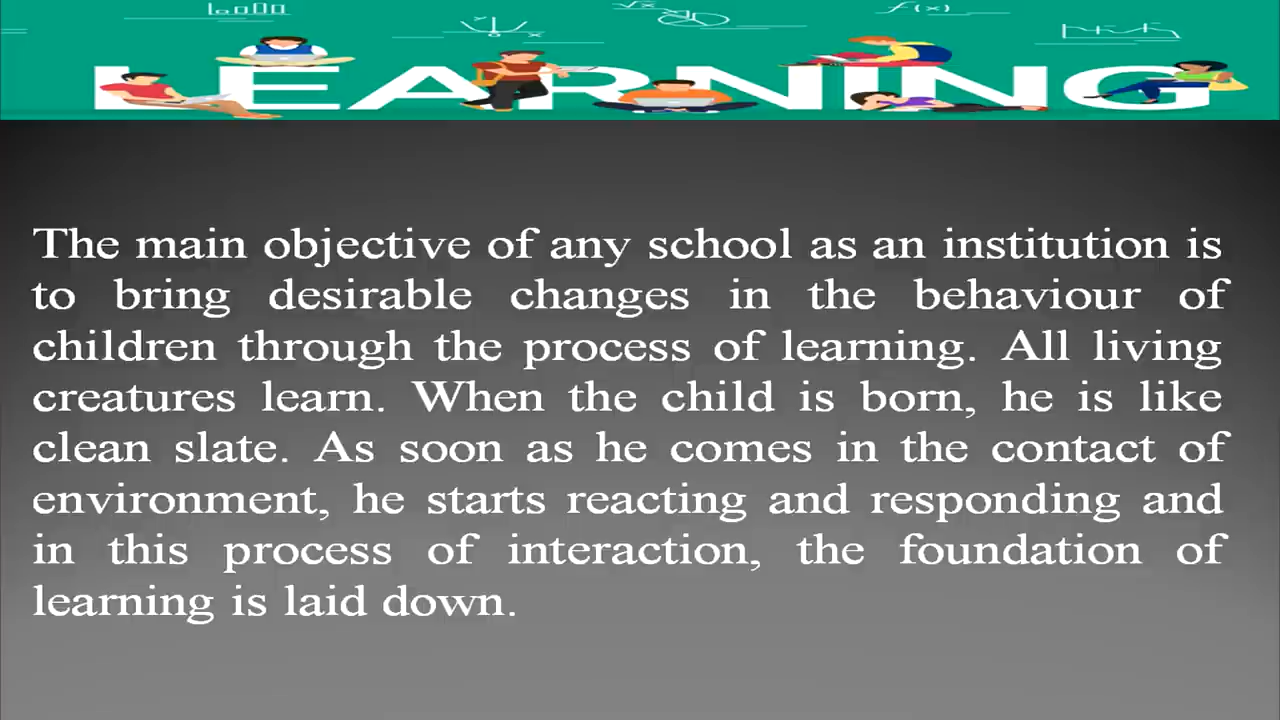 f(x)
LEARNING
The main objective of any school as an institution is
to bring desirable changes in the behaviour of
children through the process of learning. All living
creatures learn. When the child is born, he is like
clean slate. As soon as he comes in the contact of
environment, he starts reacting and responding and
in this process of interaction, the foundation of
learning is laid down.